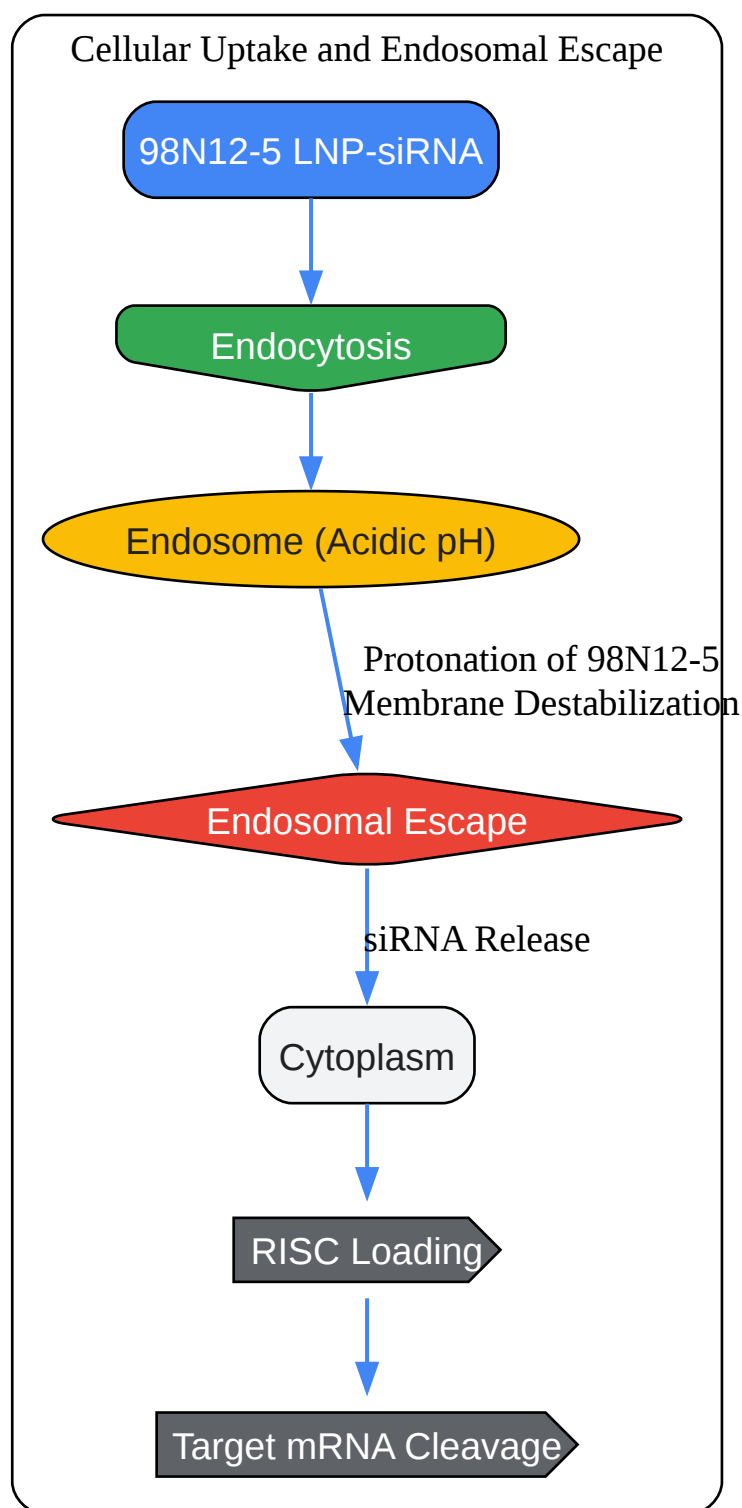 Cellular Uptake and Endosomal Escape
98N12-5 LNP-siRNA
Endocytosis
Endosome (Acidic pH)
Protonation of 98N12-5
Membrane Destabilization
Endosomal Escape
siRNA Release
Cytoplasm
RISC Loading
Target mRNA Cleavage